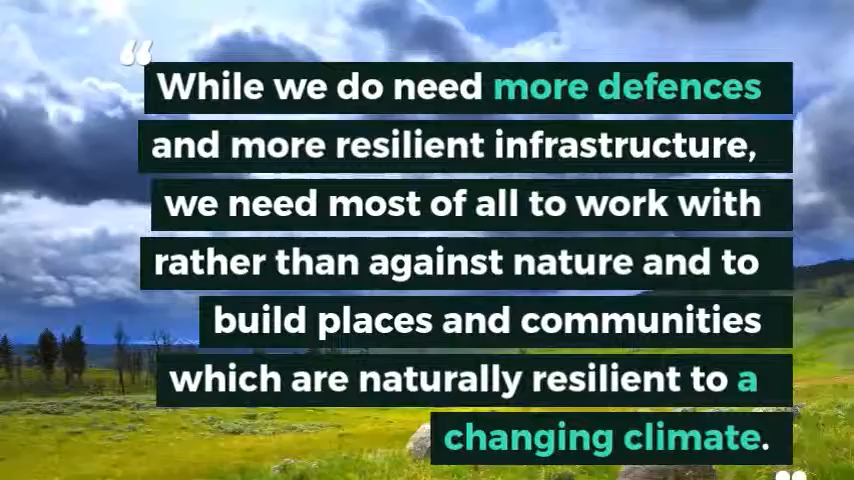 “
While we do need more defences
and more resilient infrastructure,
we need most of all to work with
rather than against nature and to
build places and communities
which are naturally resilient to a
changing climate.
”